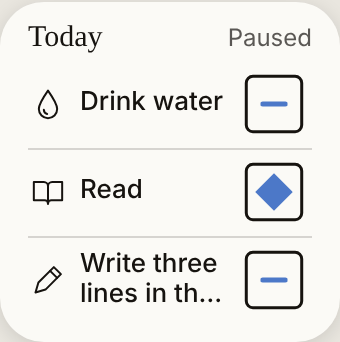 Today
Paused
Drink water
Read
Write three
lines in th...